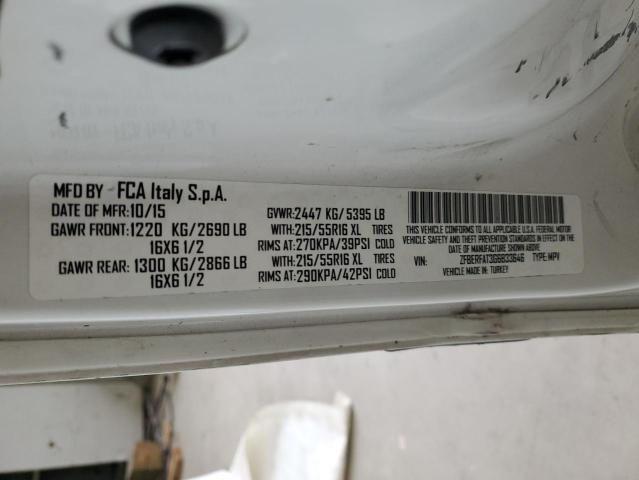 MFD BY FCA Italy S.p.A.
DATE OF MFR:10/15 GVWR:2447 KG/5395 LB
GAWR FRONT:1220 KG/2690 LB WITH:215/55R16 XL TIRES
16X6 1/2 RIMS AT:270KPA/39PSI COLD
GAWR REAR: 1300 KG/2866 LB WITH:215/55R16 XL TIRES
16X6 1/2 RIMS AT:290KPA/42PSI COLD
THIS VEHICLE CONFORMS TO ALL APPLICABLE U.S.A. FEDERAL MOTOR
VEHICLE SAFETY AND THEFT PREVENTION STANDARDS IN EFFECT ON THE
DATE OF MANUFACTURE SHOWN ABOVE.
VIN: ZFBERFAT3G6833646 TYPE:MPV
VEHICLE MADE IN: TURKEY